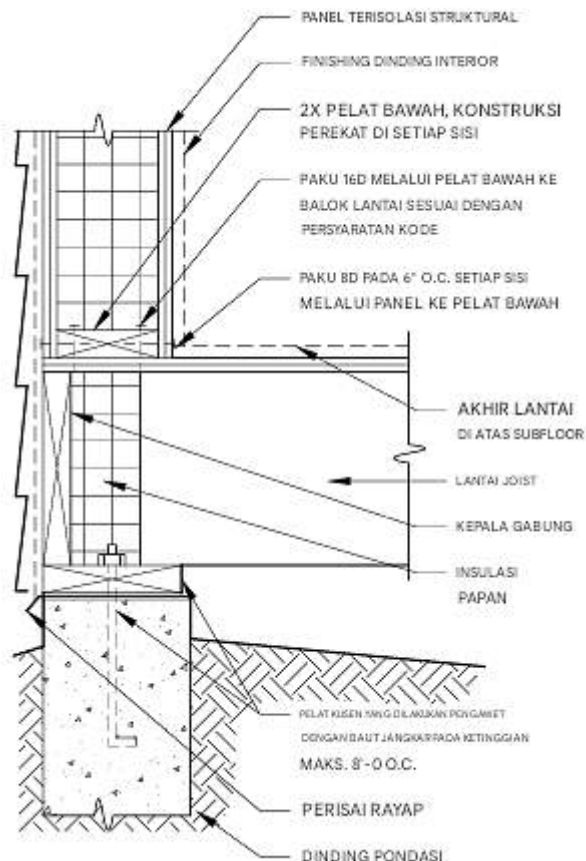 PANEL TERISOLASI STRUKTURAL
FINISHING DINDING INTERIOR
2X PELAT BAWAH, KONSTRUKSI
PEREKAT DI SETIAP SISI
PAKU 16D MELALUI PELAT BAWAH KE
BALOK LANTAI SESUAI DENGAN
PERSYARATAN KODE
PAKU 8D PADA 6" O.C. SETIAP SISI
MELALUI PANEL KE PELAT BAWAH
AKHIR LANTAI
DI ATAS SUBFLOOR
LANTAI JOIST
KEPALA GABUNG
INSULASI
PAPAN
PELAT KUSEN YANG DILAKUKAN PENGAWET
DENGAN BAUT JANGKAR PADA KETINGGIAN
MAKS. 8'-0 O.C.
PERISAI RAYAP
DINDING PONDASI